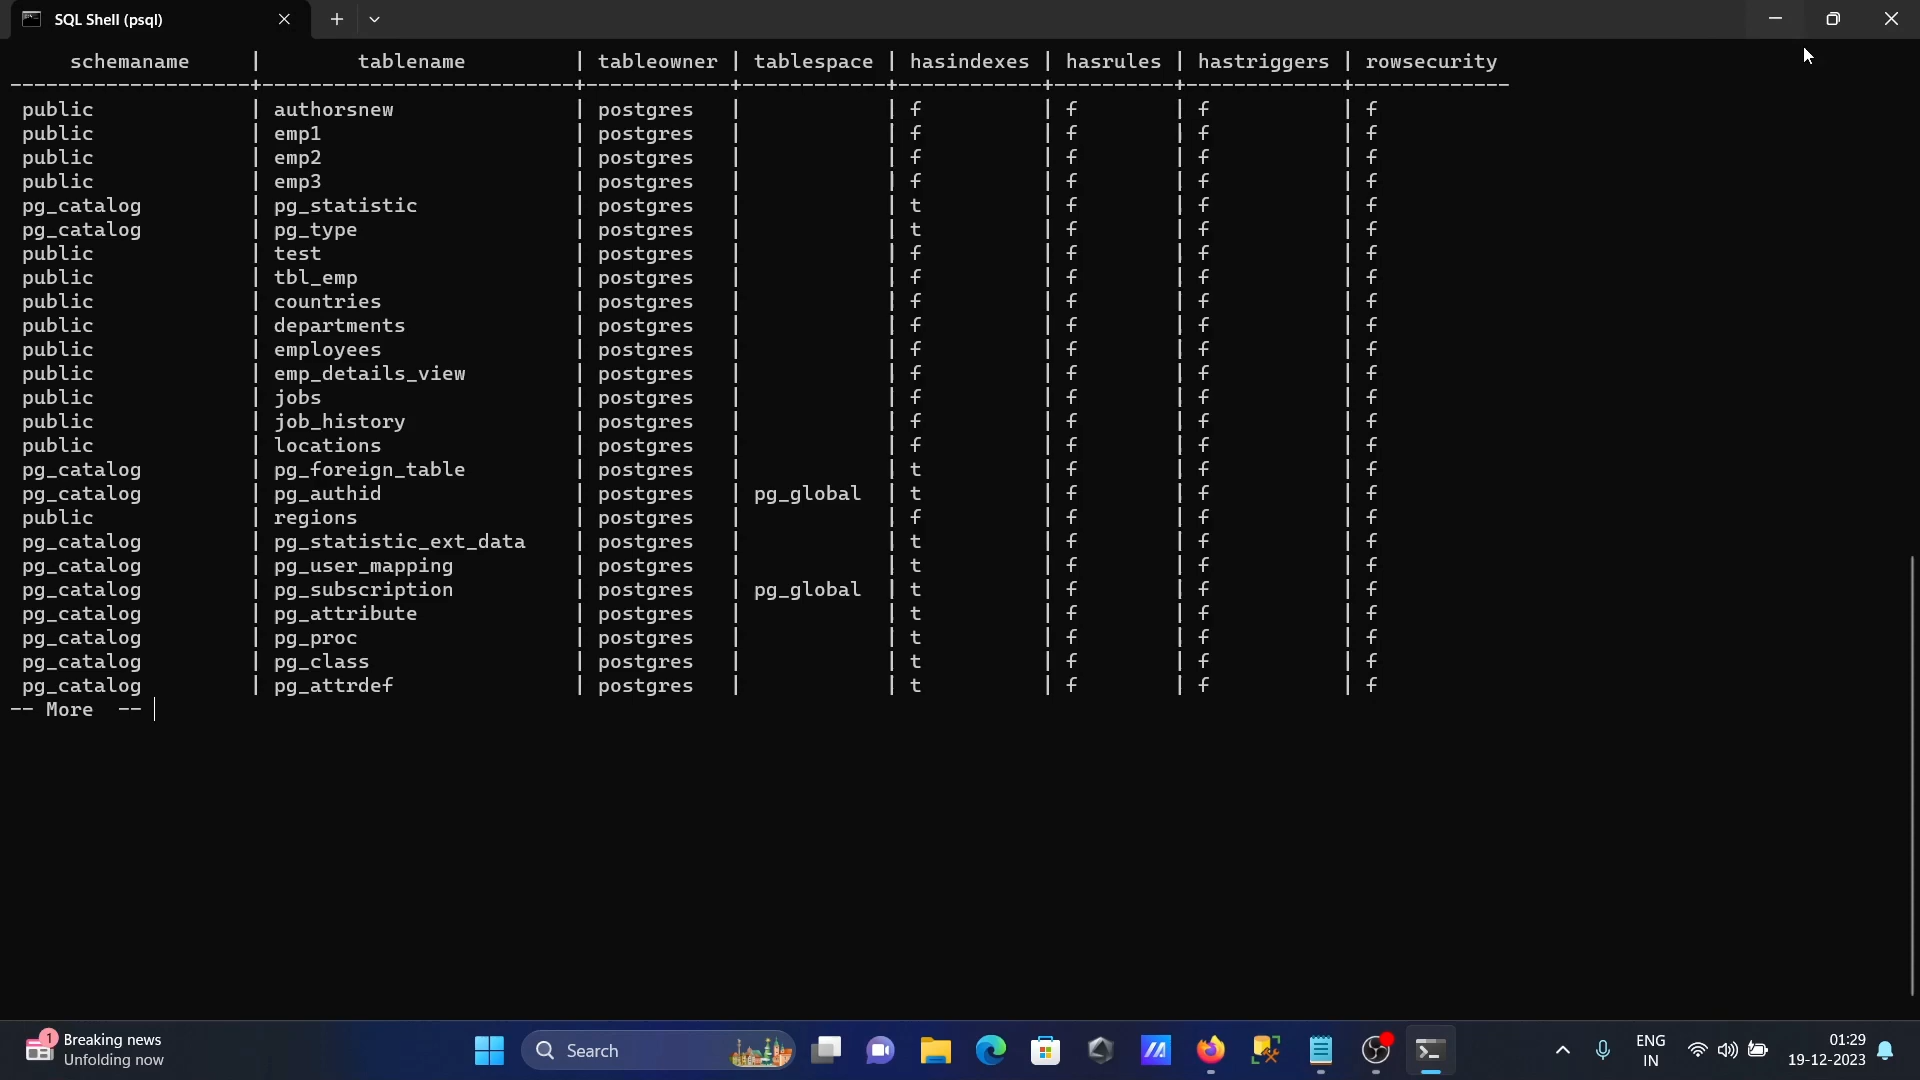 SQL Shell (psql)
schemaname | tablename | tableowner | tablespace | hasindexes | hasrules | hastriggers | rowsecurity
--------------------+--------------------------+------------+------------+------------+----------+-------------+-------------
public | authorsnew | postgres | | f | f | f | f
public | emp1 | postgres | | f | f | f | f
public | emp2 | postgres | | f | f | f | f
public | emp3 | postgres | | f | f | f | f
pg_catalog | pg_statistic | postgres | | t | f | f | f
pg_catalog | pg_type | postgres | | t | f | f | f
public | test | postgres | | f | f | f | f
public | tbl_emp | postgres | | f | f | f | f
public | countries | postgres | | f | f | f | f
public | departments | postgres | | f | f | f | f
public | employees | postgres | | f | f | f | f
public | emp_details_view | postgres | | f | f | f | f
public | jobs | postgres | | f | f | f | f
public | job_history | postgres | | f | f | f | f
public | locations | postgres | | f | f | f | f
pg_catalog | pg_foreign_table | postgres | | t | f | f | f
pg_catalog | pg_authid | postgres | pg_global | t | f | f | f
public | regions | postgres | | f | f | f | f
pg_catalog | pg_statistic_ext_data | postgres | | t | f | f | f
pg_catalog | pg_user_mapping | postgres | | t | f | f | f
pg_catalog | pg_subscription | postgres | pg_global | t | f | f | f
pg_catalog | pg_attribute | postgres | | t | f | f | f
pg_catalog | pg_proc | postgres | | t | f | f | f
pg_catalog | pg_class | postgres | | t | f | f | f
pg_catalog | pg_attrdef | postgres | | t | f | f | f
-- More --
1
Breaking news
Unfolding now
Search
ENG
IN
01:29
19-12-2023